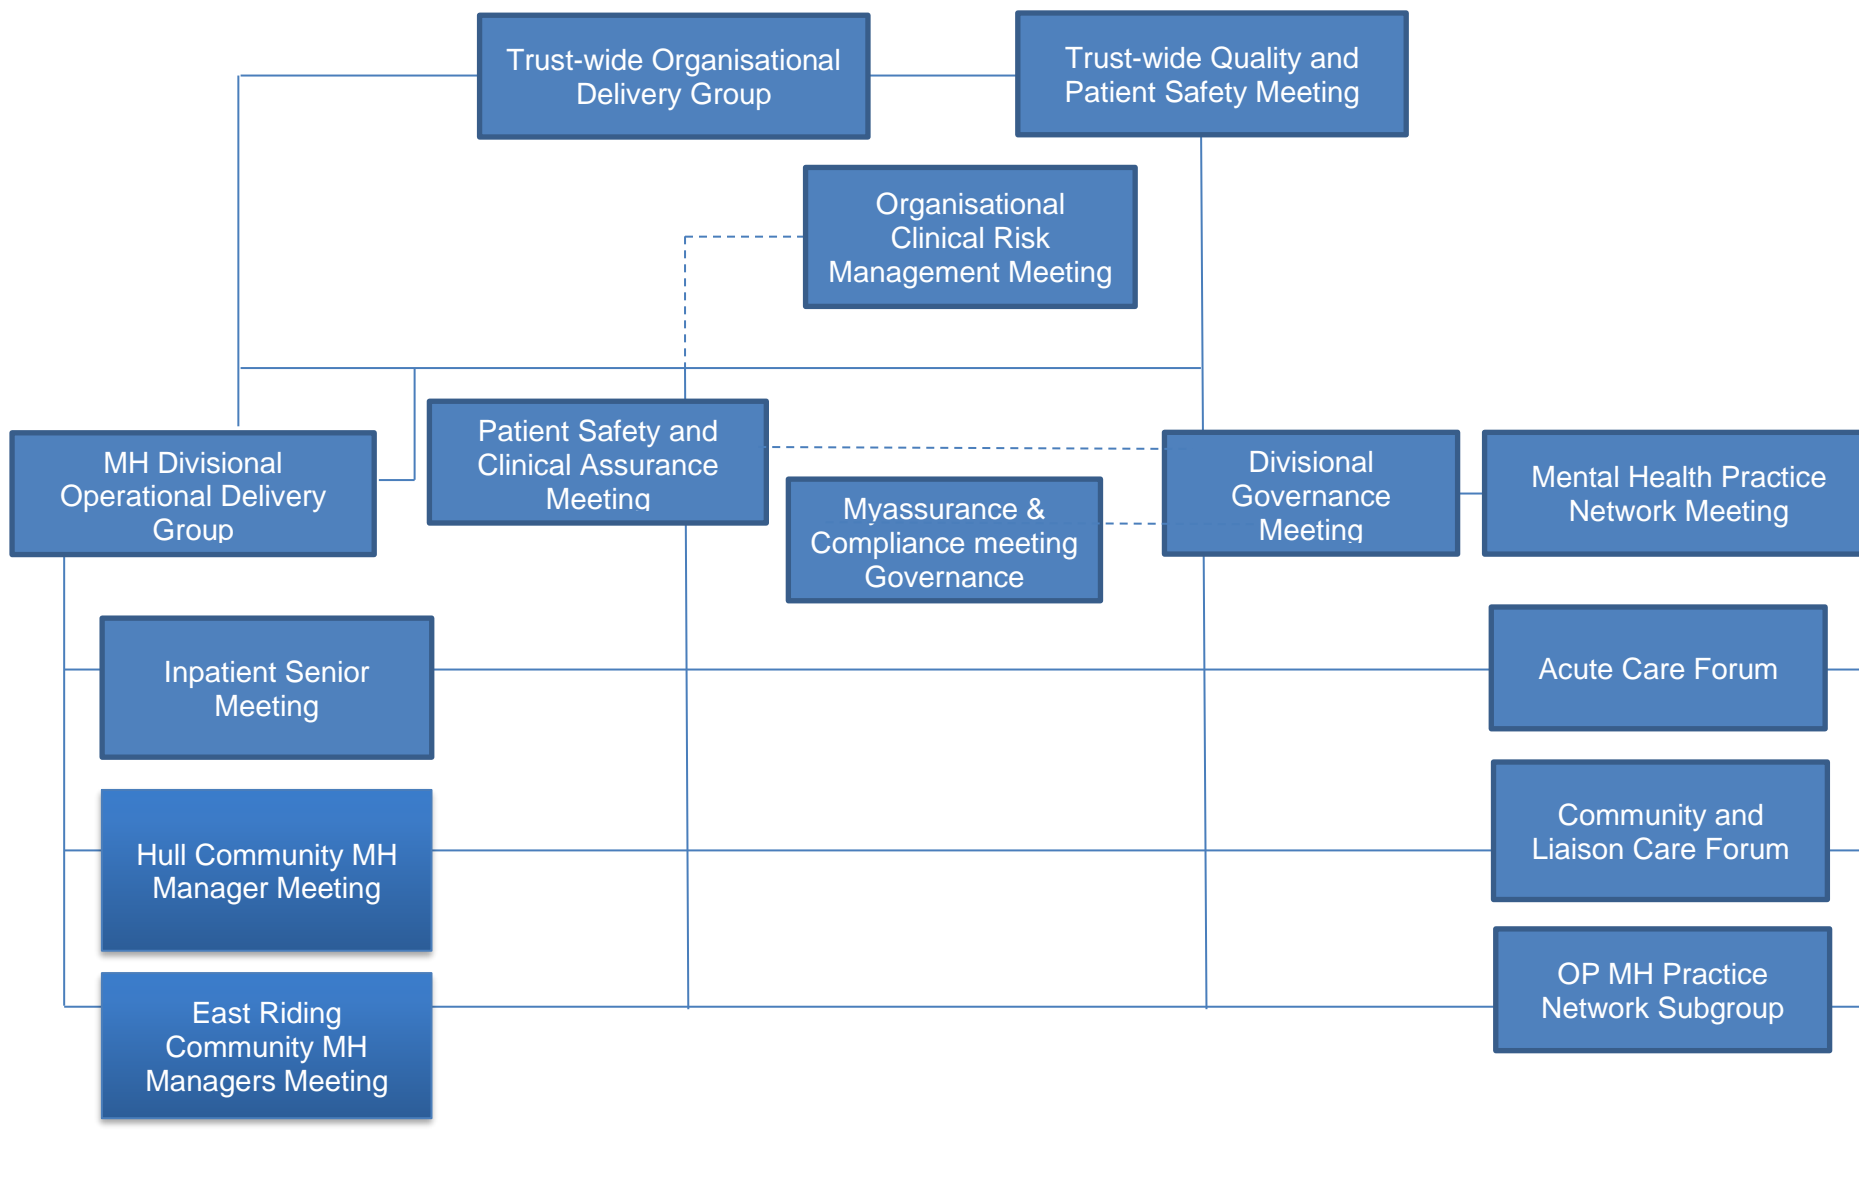 Trust-wide Organisational
Delivery Group
Trust-wide Quality and
Patient Safety Meeting
Organisational
Clinical Risk
Management Meeting
MH Divisional
Operational Delivery
Group
Patient Safety and
Clinical Assurance
Meeting
Myassurance &
Compliance meeting
Governance
Divisional
Governance
Meeting
Mental Health Practice
Network Meeting
Inpatient Senior
Meeting
Acute Care Forum
Hull Community MH
Manager Meeting
Community and
Liaison Care Forum
East Riding
Community MH
Managers Meeting
OP MH Practice
Network Subgroup